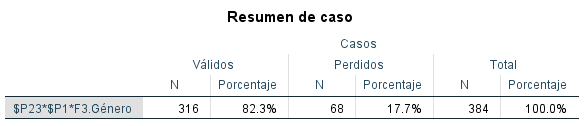 Resumen de caso
Casos
Válidos Perdidos Total
N Porcentaje N Porcentaje N Porcentaje
$P23*$P1*F3.Género 316 82.3% 68 17.7% 384 100.0%